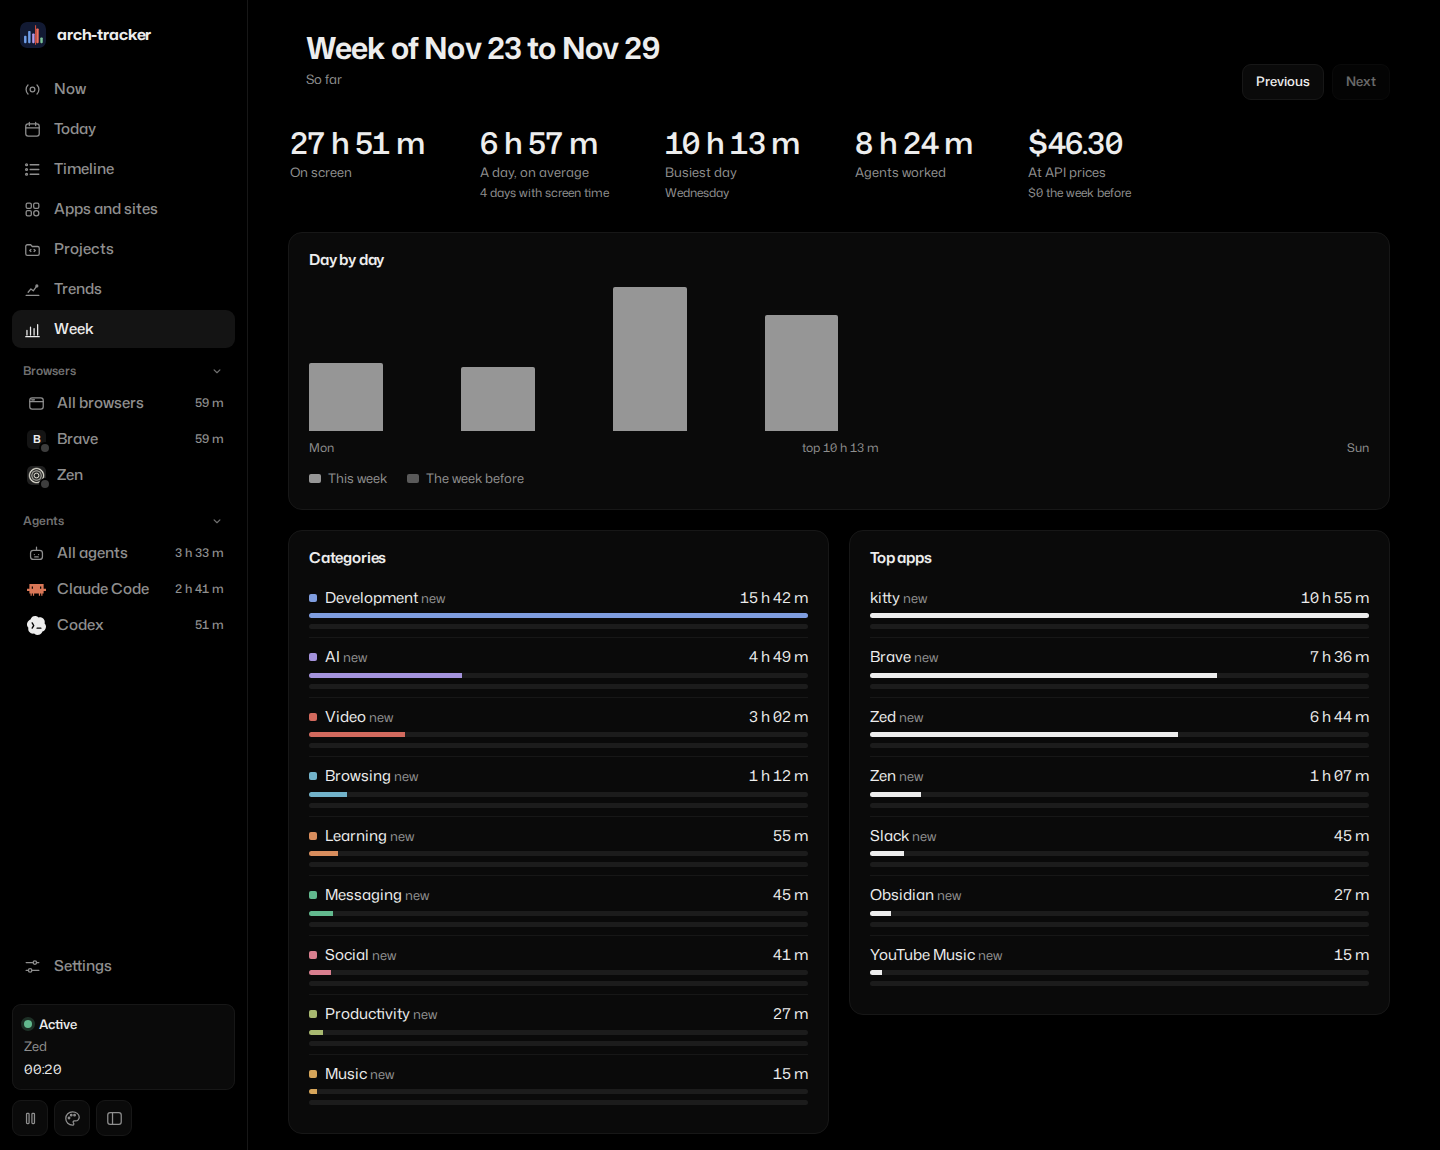 arch-tracker
Now
Today
Timeline
Apps and sites
Projects
Trends
Week
Browsers
All browsers 59 m
B Brave 59 m
Zen
Agents
All agents 3 h 33 m
Claude Code 2 h 41 m
Codex 51 m
Settings
Active
Zed
00:20
Week of Nov 23 to Nov 29
So far
Previous Next
27 h 51 m
On screen
6 h 57 m
A day, on average
4 days with screen time
10 h 13 m
Busiest day
Wednesday
8 h 24 m
Agents worked
$46.30
At API prices
$0 the week before
Day by day
Mon top 10 h 13 m Sun
This week The week before
Categories
Development new 15 h 42 m
AI new 4 h 49 m
Video new 3 h 02 m
Browsing new 1 h 12 m
Learning new 55 m
Messaging new 45 m
Social new 41 m
Productivity new 27 m
Music new 15 m
Top apps
kitty new 10 h 55 m
Brave new 7 h 36 m
Zed new 6 h 44 m
Zen new 1 h 07 m
Slack new 45 m
Obsidian new 27 m
YouTube Music new 15 m